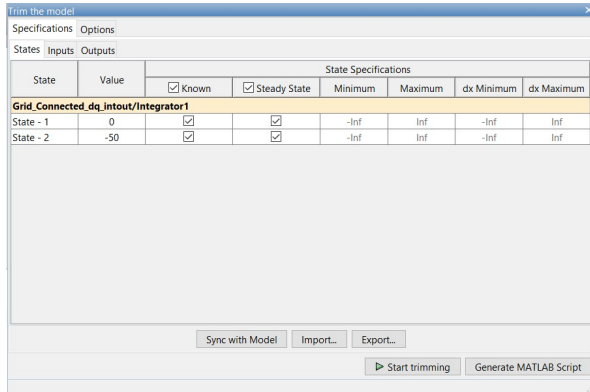 Trim the model
Specifications Options
States Inputs Outputs
State Value State Specifications
Known Steady State Minimum Maximum dx Minimum dx Maximum
Grid_Connected_dq_intout/Integrator1
State - 1 0 -Inf Inf -Inf Inf
State - 2 -50 -Inf Inf -Inf Inf
Sync with Model Import... Export...
Start trimming Generate MATLAB Script